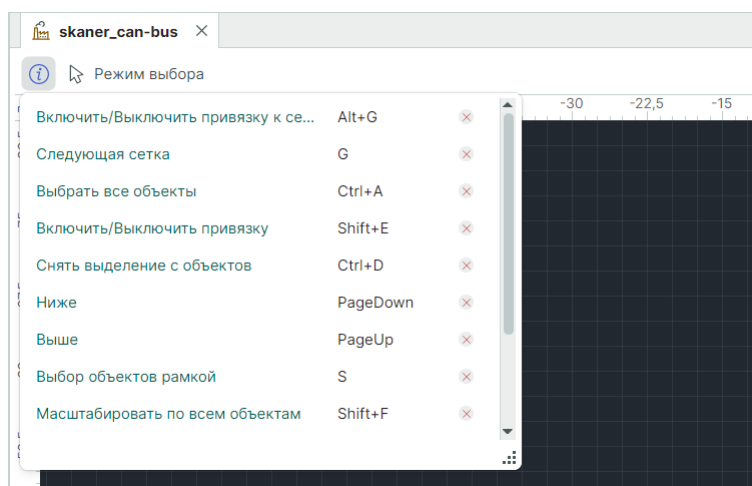 skaner_can-bus
Режим выбора
-30 -22,5 -15
Включить/Выключить привязку к се... Alt+G
Следующая сетка G
Выбрать все объекты Ctrl+A
Включить/Выключить привязку Shift+E
Снять выделение с объектов Ctrl+D
Ниже PageDown
Выше PageUp
Выбор объектов рамкой S
Масштабировать по всем объектам Shift+F